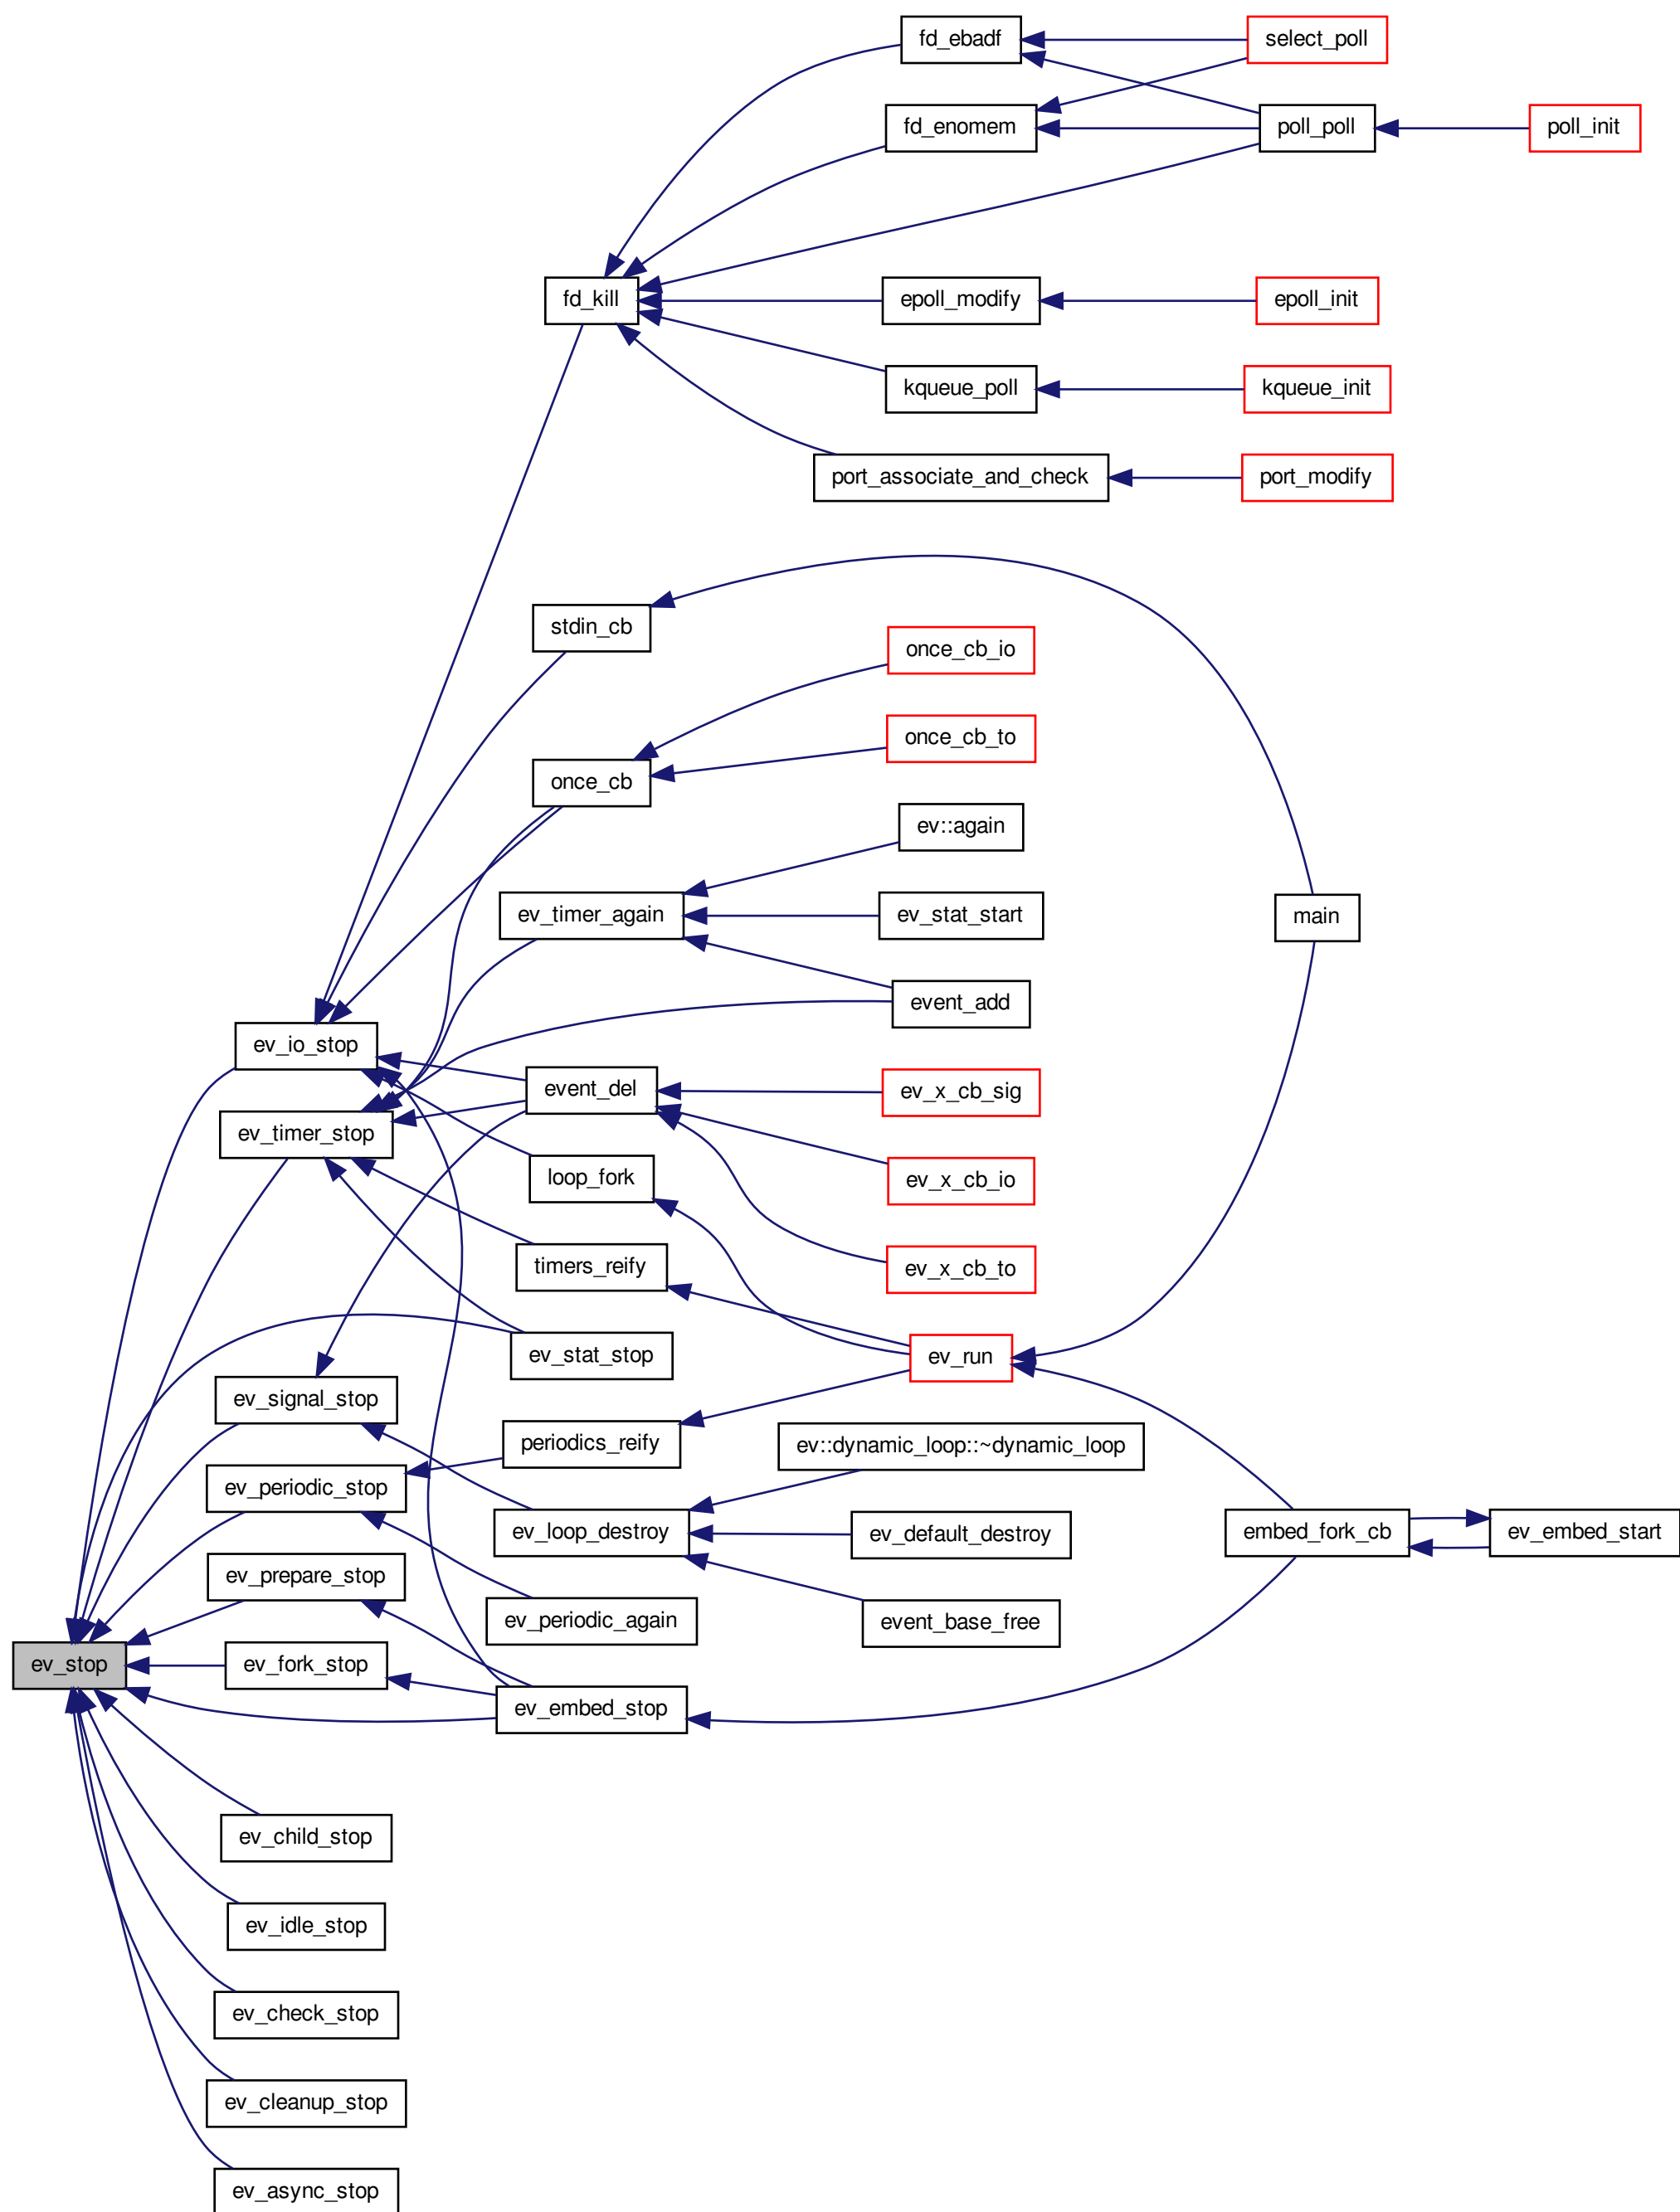 fd_ebadf
select_poll
fd_enomem
poll_poll
poll_init
fd_kill
epoll_modify
epoll_init
kqueue_poll
kqueue_init
port_associate_and_check
port_modify
stdin_cb
once_cb_io
once_cb_to
once_cb
ev::again
ev_timer_again
ev_stat_start
main
event_add
ev_io_stop
event_del
ev_x_cb_sig
ev_timer_stop
loop_fork
ev_x_cb_io
timers_reify
ev_x_cb_to
ev_stat_stop
ev_run
ev_signal_stop
periodics_reify
ev::dynamic_loop::~dynamic_loop
ev_periodic_stop
ev_loop_destroy
ev_default_destroy
embed_fork_cb
ev_embed_start
ev_prepare_stop
ev_periodic_again
event_base_free
ev_stop
ev_fork_stop
ev_embed_stop
ev_child_stop
ev_idle_stop
ev_check_stop
ev_cleanup_stop
ev_async_stop